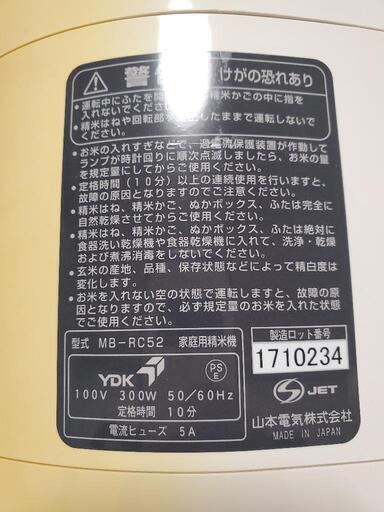 警 けがの恐れあり
●運転中にふたを開 精米かごの中に指を
入れないでください。
●精米はねや回転部 したままで運転しないで
ください。
●お米の入れすぎなどで、過電流保護装置が作動して
ランプが時計回りに順次点滅しましたら、お米の量
を規定量にしてからご使用ください。
●定格時間(10分)以上の連続使用を行いますと、
故障の原因となりますのでご注意ください。
●精米はね、精米かご、ぬかボックス、ふたは完全に
自然乾燥させてからご使用ください。
●精米はね、精米かご、ぬかボックス、ふたは絶対に
食器洗い乾燥機や食器乾燥機に入れて、洗浄・乾燥
および煮沸消毒をしないでください。
●玄米の産地、品種、保存状態などによって精白度は
変化します。
●お米を入れない空の状態で運転しますと、故障の原
因となりますので、必ず規定量のお米を入れた状態
でご使用ください。
型式 MB-RC52 家庭用精米機
YDK
PS
E
100V 300W 50/60Hz
定格時間 10分
電流ヒューズ 5A
製造ロット番号
1710234
JET
山本電気株式会社
MADE IN JAPAN